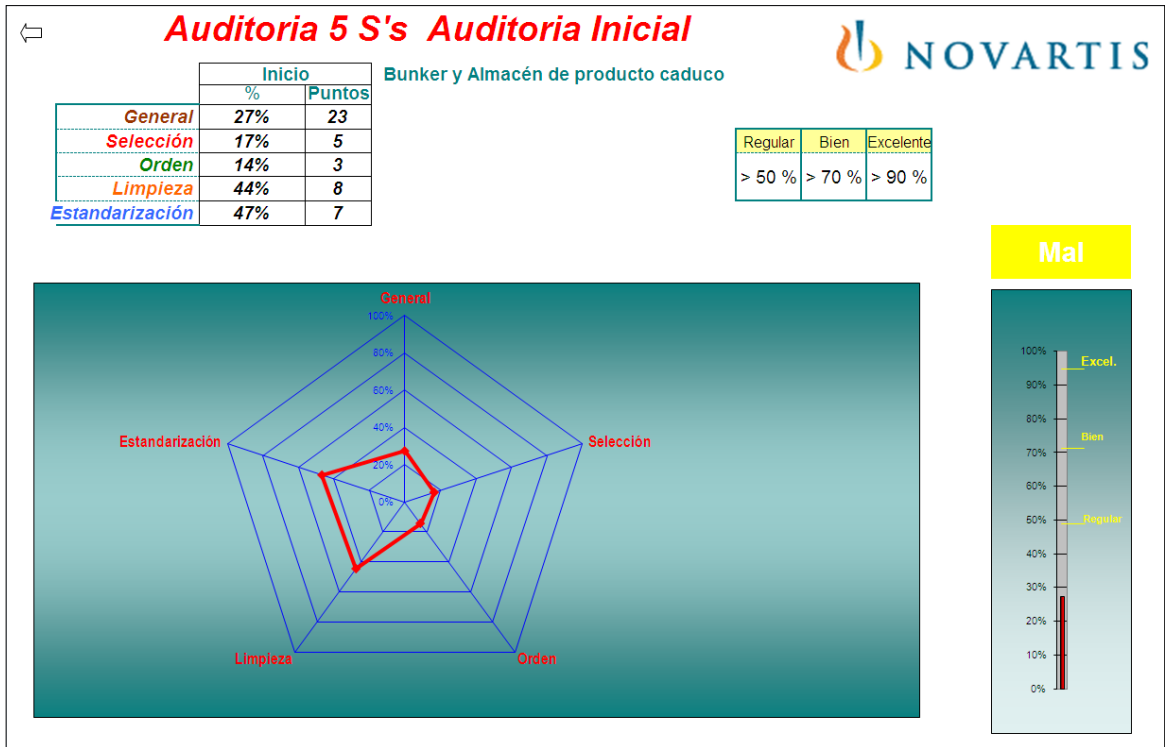 Auditoria 5 S's Auditoria Inicial
NOVARTIS
Inicio
Bunker y Almacén de producto caduco
% Puntos
General 27% 23
Selección 17% 5
Orden 14% 3
Limpieza 44% 8
Estandarización 47% 7
Regular Bien Excelente
> 50 % > 70 % > 90 %
Mal
General
100%
80%
60%
40%
20%
0%
Estandarización
Selección
Limpieza
Orden
100%
Excel.
90%
80%
Bien
70%
60%
50%
Regular
40%
30%
20%
10%
0%